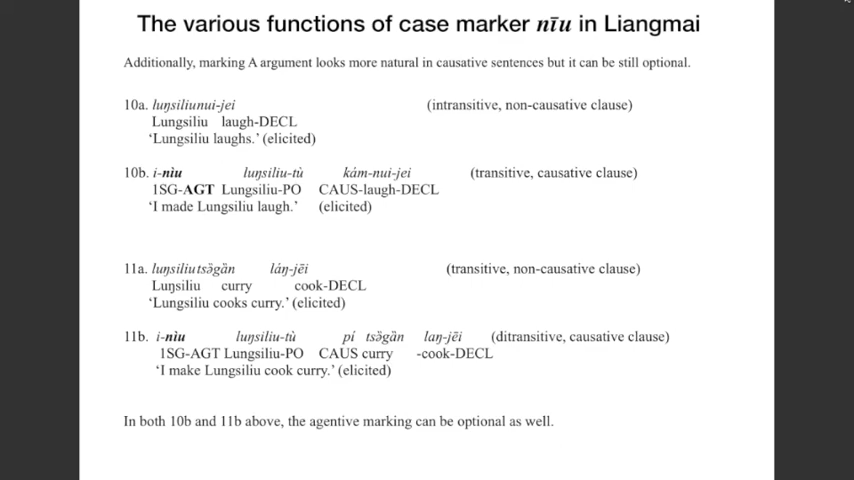 The various functions of case marker nīu in Liangmai
Additionally, marking A argument looks more natural in causative sentences but it can be still optional.
10a. luŋsiliunui-jei (intransitive, non-causative clause)
Lungsiliu laugh-DECL
‘Lungsiliu laughs.’ (elicited)
10b. i-nìu luŋsiliu-tù kám-nui-jei (transitive, causative clause)
1SG-AGT Lungsiliu-PO CAUS-laugh-DECL
‘I made Lungsiliu laugh.’ (elicited)
11a. luŋsiliu tsə̀gàn láŋ-jēi (transitive, non-causative clause)
Luŋsiliu curry cook-DECL
‘Lungsiliu cooks curry.’ (elicited)
11b. i-nìu luŋsiliu-tù pí tsə̀gàn laŋ-jēi (ditransitive, causative clause)
1SG-AGT Lungsiliu-PO CAUS curry -cook-DECL
‘I make Lungsiliu cook curry.’ (elicited)
In both 10b and 11b above, the agentive marking can be optional as well.